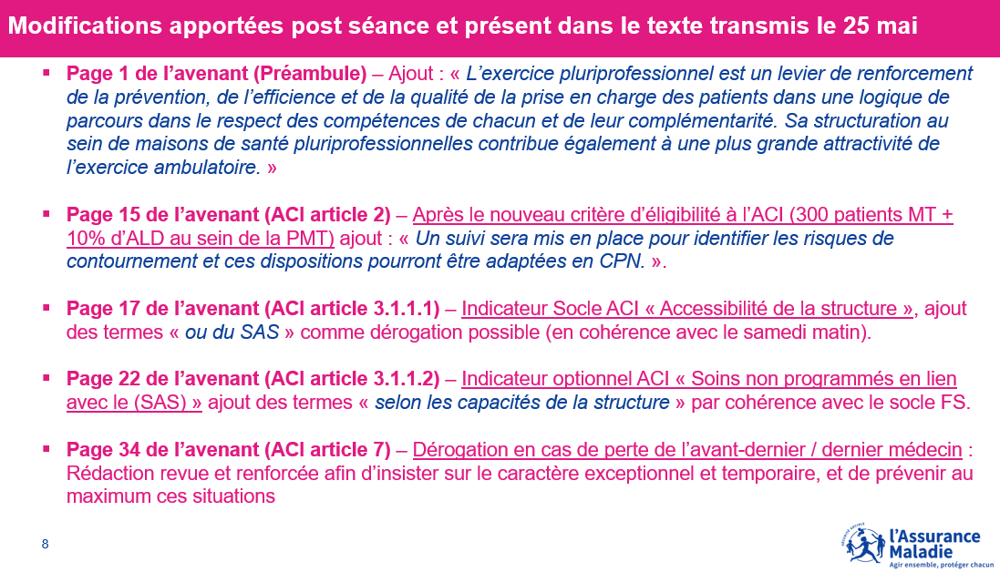 Modifications apportées post séance et présent dans le texte transmis le 25 mai
▪ Page 1 de l’avenant (Préambule) – Ajout : « L’exercice pluriprofessionnel est un levier de renforcement
de la prévention, de l’efficience et de la qualité de la prise en charge des patients dans une logique de
parcours dans le respect des compétences de chacun et de leur complémentarité. Sa structuration au
sein de maisons de santé pluriprofessionnelles contribue également à une plus grande attractivité de
l’exercice ambulatoire. »
▪ Page 15 de l’avenant (ACI article 2) – Après le nouveau critère d’éligibilité à l’ACI (300 patients MT +
10% d’ALD au sein de la PMT) ajout : « Un suivi sera mis en place pour identifier les risques de
contournement et ces dispositions pourront être adaptées en CPN. ».
▪ Page 17 de l’avenant (ACI article 3.1.1.1) – Indicateur Socle ACI « Accessibilité de la structure », ajout
des termes « ou du SAS » comme dérogation possible (en cohérence avec le samedi matin).
▪ Page 22 de l’avenant (ACI article 3.1.1.2) – Indicateur optionnel ACI « Soins non programmés en lien
avec le (SAS) » ajout des termes « selon les capacités de la structure » par cohérence avec le socle FS.
▪ Page 34 de l’avenant (ACI article 7) – Dérogation en cas de perte de l’avant-dernier / dernier médecin :
Rédaction revue et renforcée afin d’insister sur le caractère exceptionnel et temporaire, et de prévenir au
maximum ces situations
8
SÉCURITÉ SOCIALE
l’Assurance
Maladie
Agir ensemble, protéger chacun